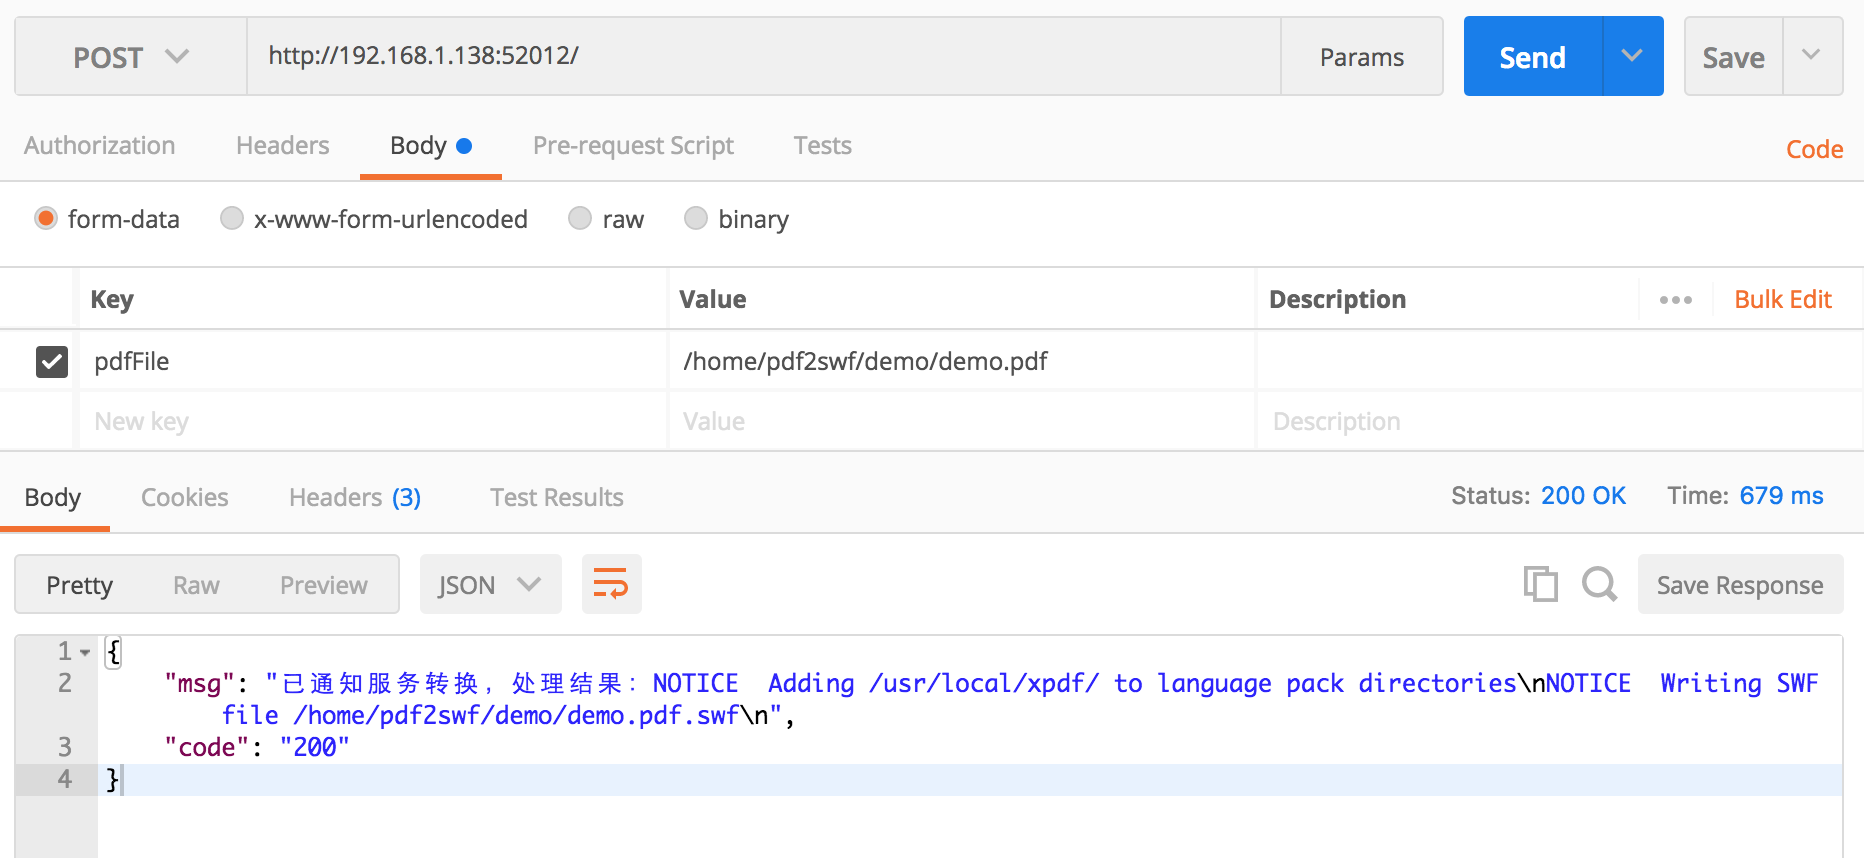 POST http://192.168.1.138:52012/ Params Send Save
Authorization Headers Body Pre-request Script Tests Code
form-data x-www-form-urlencoded raw binary
Key Value Description ••• Bulk Edit
pdfFile /home/pdf2swf/demo/demo.pdf
New key Value Description
Body Cookies Headers (3) Test Results Status: 200 OK Time: 679 ms
Pretty Raw Preview JSON Save Response
1 {
2 "msg": "已通知服务转换，处理结果：NOTICE  Adding /usr/local/xpdf/ to language pack directories\nNOTICE  Writing SWF
file /home/pdf2swf/demo/demo.pdf.swf\n",
3 "code": "200"
4 }